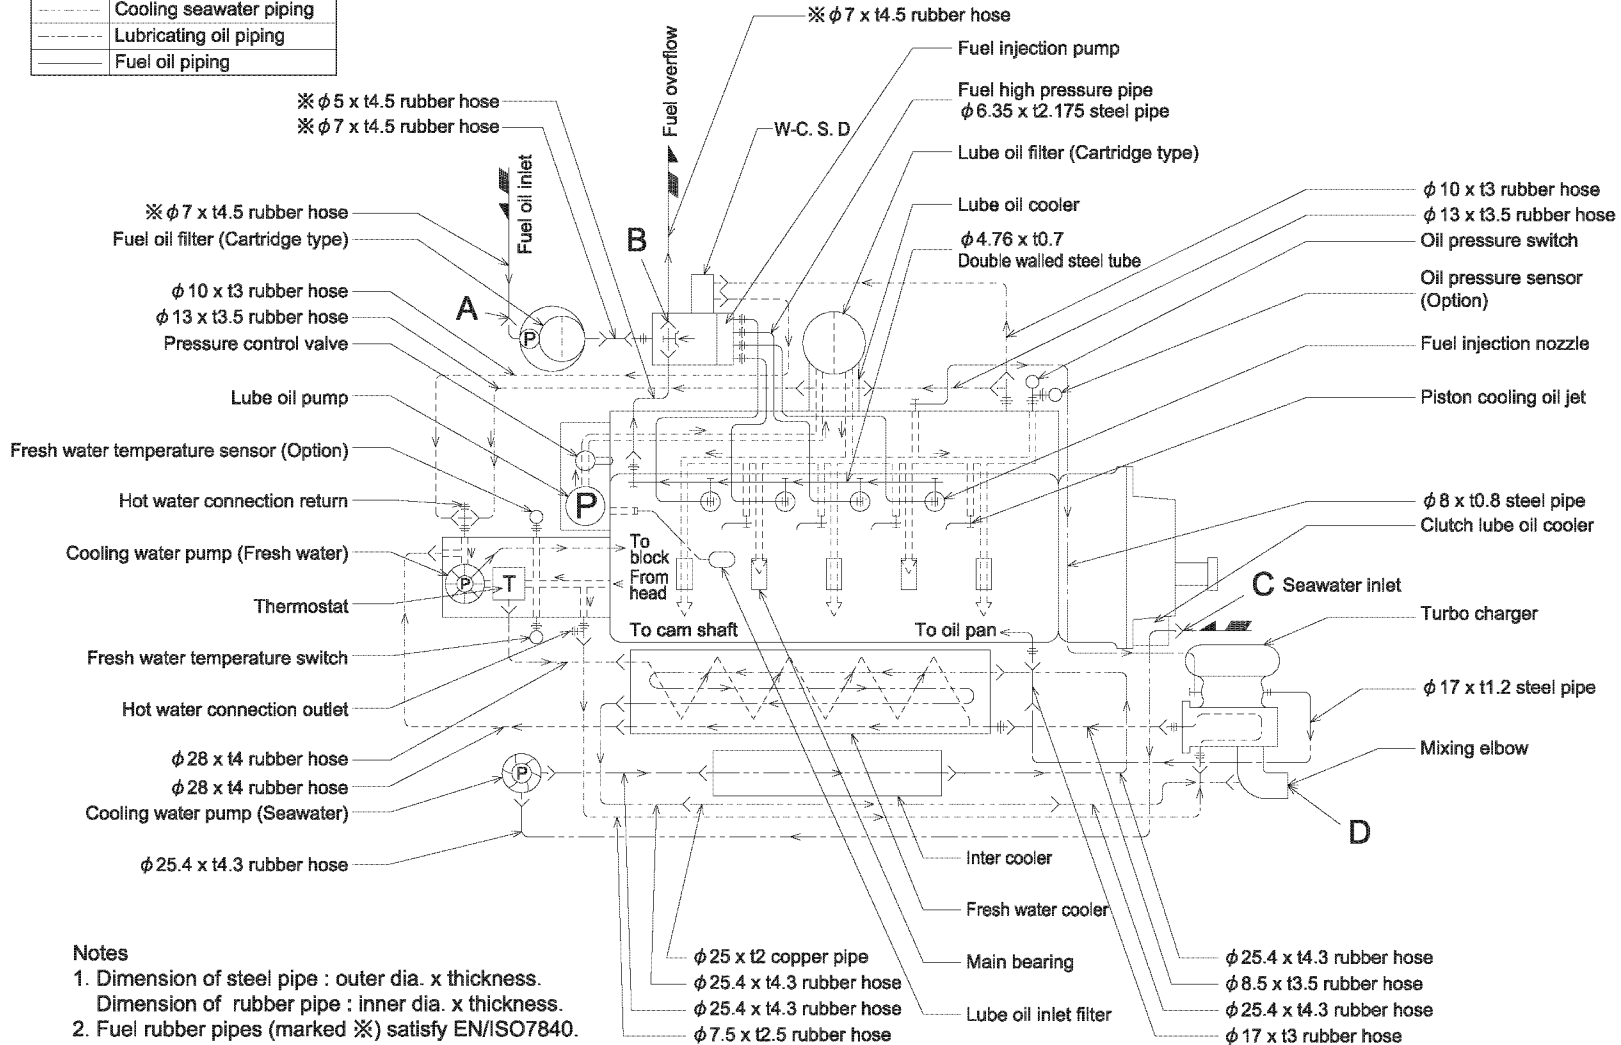 Cooling seawater piping
Lubricating oil piping
Fuel oil piping
※ϕ7 x t4.5 rubber hose
Fuel injection pump
Fuel high pressure pipe
ϕ6.35 x t2.175 steel pipe
※ϕ5 x t4.5 rubber hose
※ϕ7 x t4.5 rubber hose
Fuel overflow
W-C. S. D
Lube oil filter (Cartridge type)
Fuel oil inlet
※ϕ7 x t4.5 rubber hose
Fuel oil filter (Cartridge type)
Lube oil cooler
ϕ4.76 x t0.7
Double walled steel tube
ϕ10 x t3 rubber hose
ϕ13 x t3.5 rubber hose
Oil pressure switch
Oil pressure sensor
(Option)
Fuel injection nozzle
Piston cooling oil jet
B
A
P
ϕ10 x t3 rubber hose
ϕ13 x t3.5 rubber hose
Pressure control valve
Lube oil pump
Fresh water temperature sensor (Option)
Hot water connection return
Cooling water pump (Fresh water)
Thermostat
Fresh water temperature switch
Hot water connection outlet
ϕ28 x t4 rubber hose
ϕ28 x t4 rubber hose
Cooling water pump (Seawater)
ϕ25.4 x t4.3 rubber hose
P
P
T
To
block
From
head
To cam shaft
To oil pan
P
ϕ8 x t0.8 steel pipe
Clutch lube oil cooler
C Seawater inlet
Turbo charger
ϕ17 x t1.2 steel pipe
Mixing elbow
D
Inter cooler
Fresh water cooler
Main bearing
Lube oil inlet filter
ϕ25 x t2 copper pipe
ϕ25.4 x t4.3 rubber hose
ϕ25.4 x t4.3 rubber hose
ϕ7.5 x t2.5 rubber hose
ϕ25.4 x t4.3 rubber hose
ϕ8.5 x t3.5 rubber hose
ϕ25.4 x t4.3 rubber hose
ϕ17 x t3 rubber hose
Notes
1. Dimension of steel pipe : outer dia. x thickness.
Dimension of rubber pipe : inner dia. x thickness.
2. Fuel rubber pipes (marked ※) satisfy EN/ISO7840.